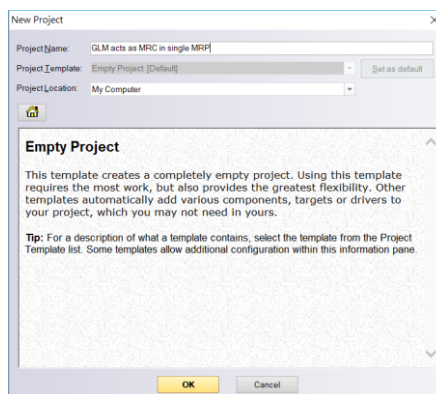 New Project
Project Name: GLM acts as MRC in single MRP
Project Template: Empty Project [Default] Set as default
Project Location: My Computer
Empty Project
This template creates a completely empty project. Using this template
requires the most work, but also provides the greatest flexibility. Other
templates automatically add various components, targets or drivers to
your project, which you may not need in yours.
Tip: For a description of what a template contains, select the template from the Project
Template list. Some templates allow additional configuration within this information pane.
OK Cancel